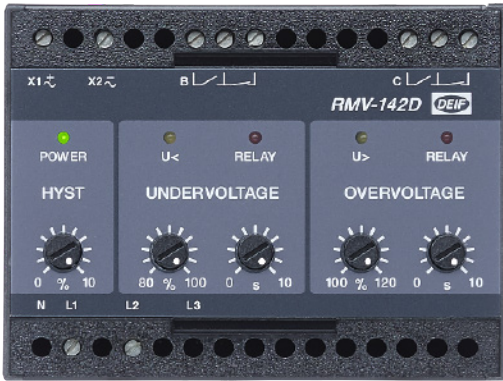 X1 X2 B C
RMV-142D DEIF
POWER U< RELAY U> RELAY
HYST UNDERVOLTAGE OVERVOLTAGE
0 % 10 80 % 100 0 s 10 100 % 120 0 s 10
N L1 L2 L3